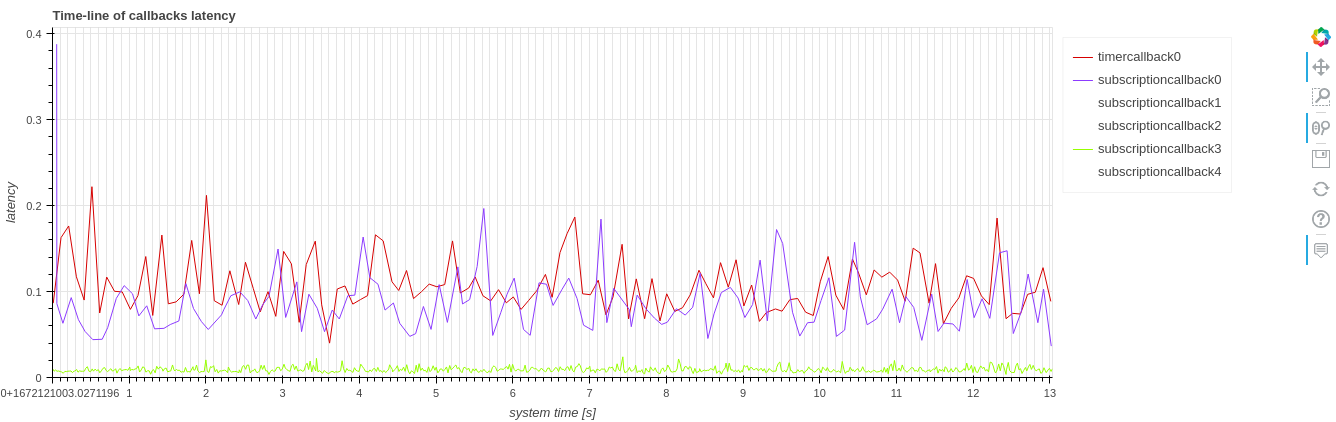 Time-line of callbacks latency
0.4
0.3
0.2
0.1
0
latency
0+1672121003.0271196 1 2 3 4 5 6 7 8 9 10 11 12 13
system time [s]
timercallback0
subscriptioncallback0
subscriptioncallback1
subscriptioncallback2
subscriptioncallback3
subscriptioncallback4